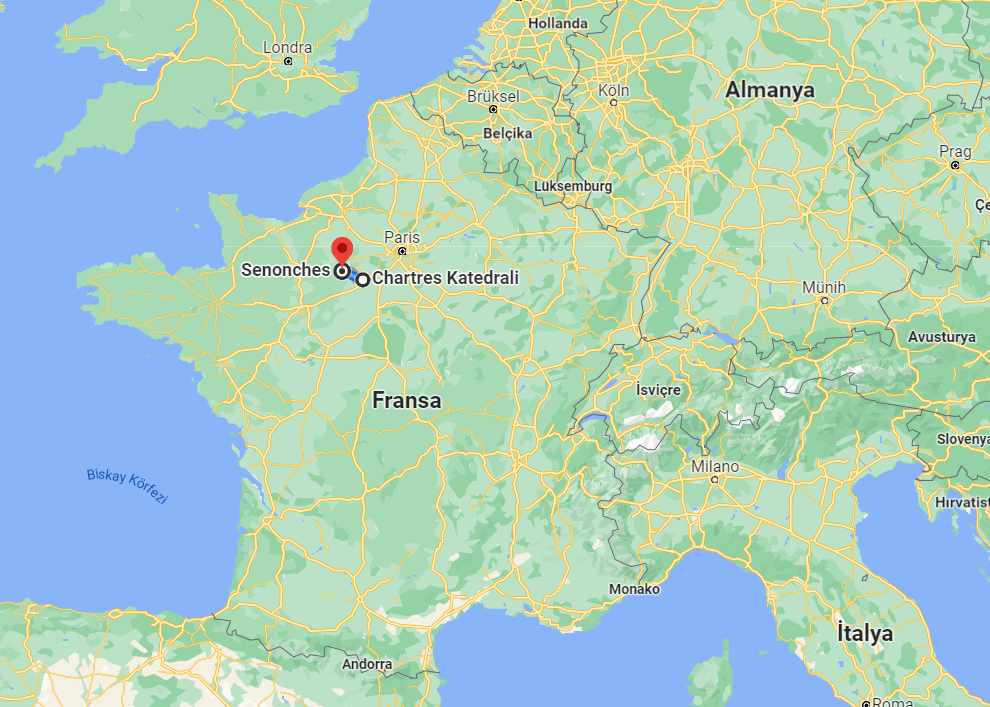 Hollanda
Londra
Almanya
Köln
Brüksel
Belçika
Prag
Lüksemburg
Çe
Paris
Senonches
Chartres Katedrali
Münih
Avusturya
İsviçre
Fransa
Slovenya
Milano
Biskay Körfezi
Hırvatist
Monako
İtalya
Andorra
Roma